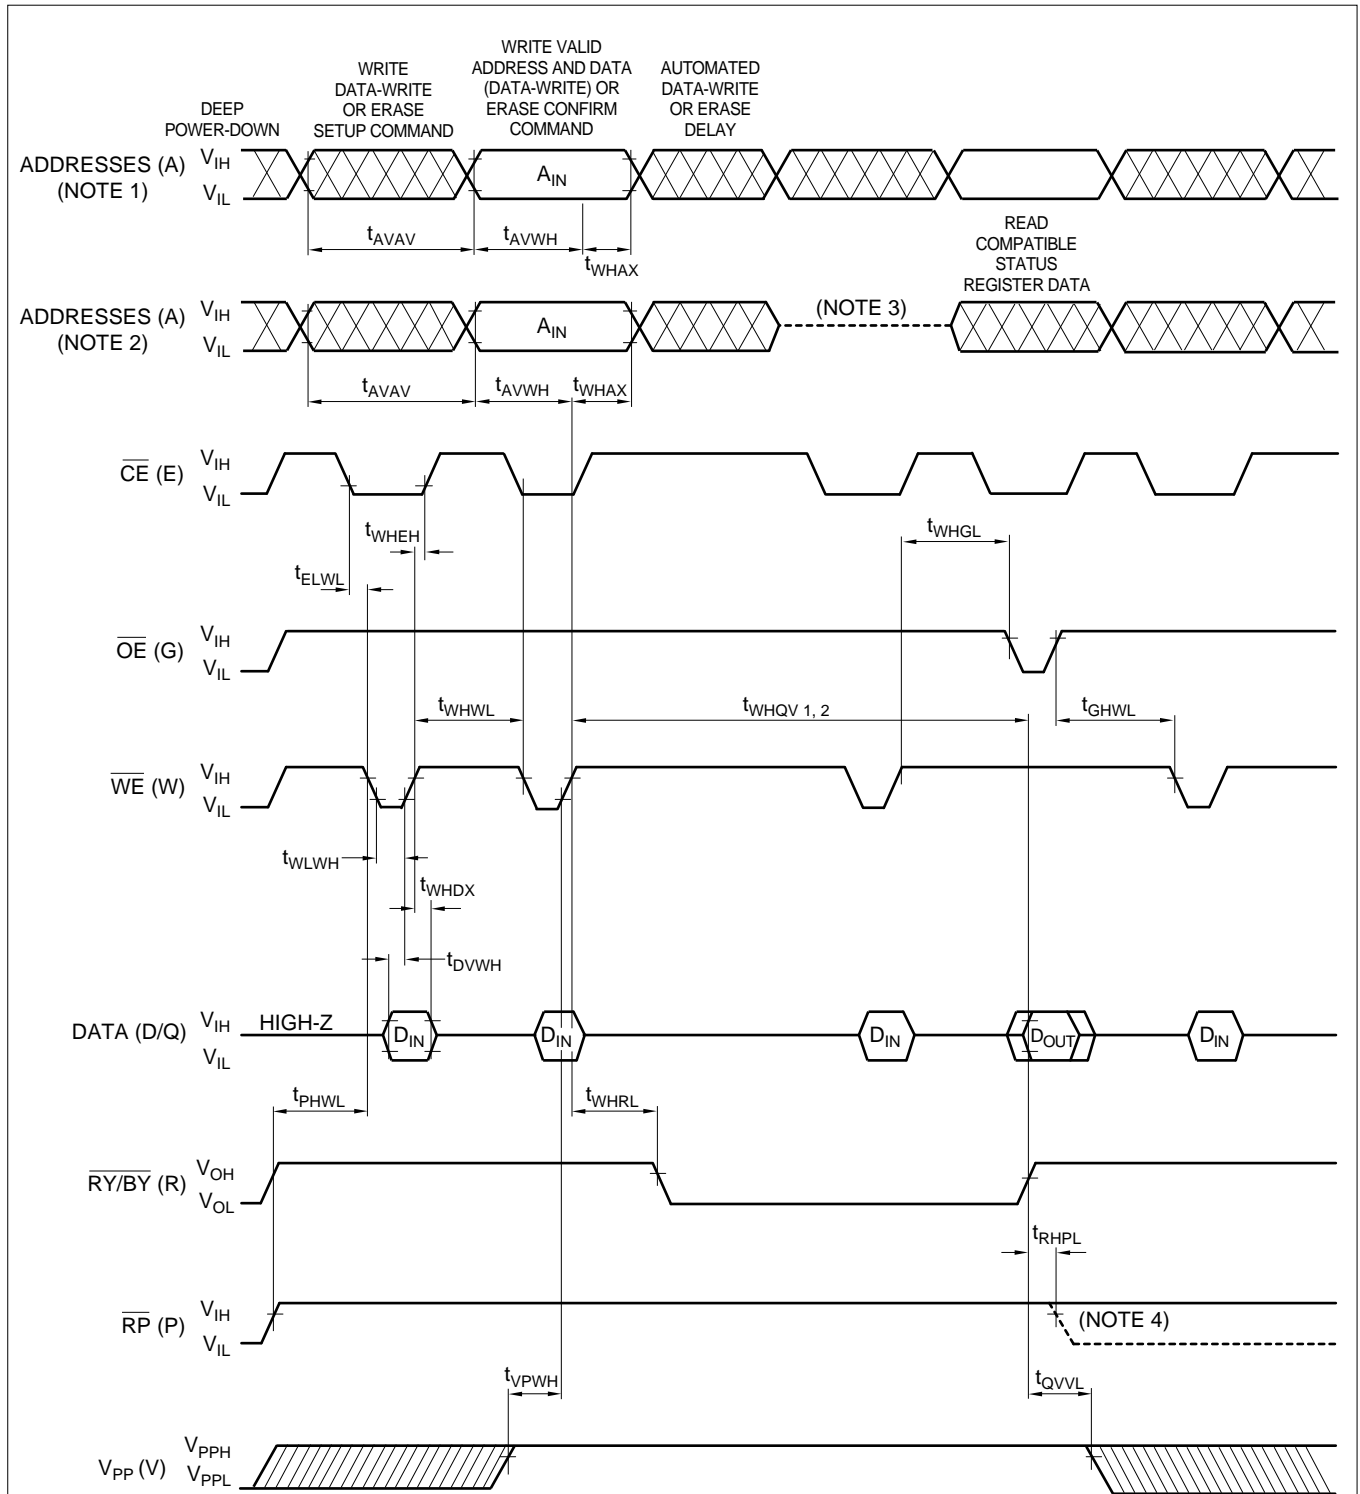 DEEP
POWER-DOWN
WRITE
DATA-WRITE
OR ERASE
SETUP COMMAND
WRITE VALID
ADDRESS AND DATA
(DATA-WRITE) OR
ERASE CONFIRM
COMMAND
AUTOMATED
DATA-WRITE
OR ERASE
DELAY
ADDRESSES (A)
(NOTE 1)
VIH
VIL
AIN
tAVAV
tAVWH
tWHAX
READ
COMPATIBLE
STATUS
REGISTER DATA
ADDRESSES (A)
(NOTE 2)
VIH
VIL
AIN
(NOTE 3)
tAVAV
tAVWH
tWHAX
CE (E)
VIH
VIL
tWHEH
tWHGL
tELWL
OE (G)
VIH
VIL
tWHWL
tWHQV 1, 2
tGHWL
WE (W)
VIH
VIL
tWLWH
tWHDX
tDVWH
DATA (D/Q)
VIH
VIL
HIGH-Z
DIN
DIN
DIN
DOUT
DIN
tPHWL
tWHRL
RY/BY (R)
VOH
VOL
tRHPL
RP (P)
VIH
VIL
(NOTE 4)
tVPWH
tQVVL
VPP (V)
VPPH
VPPL